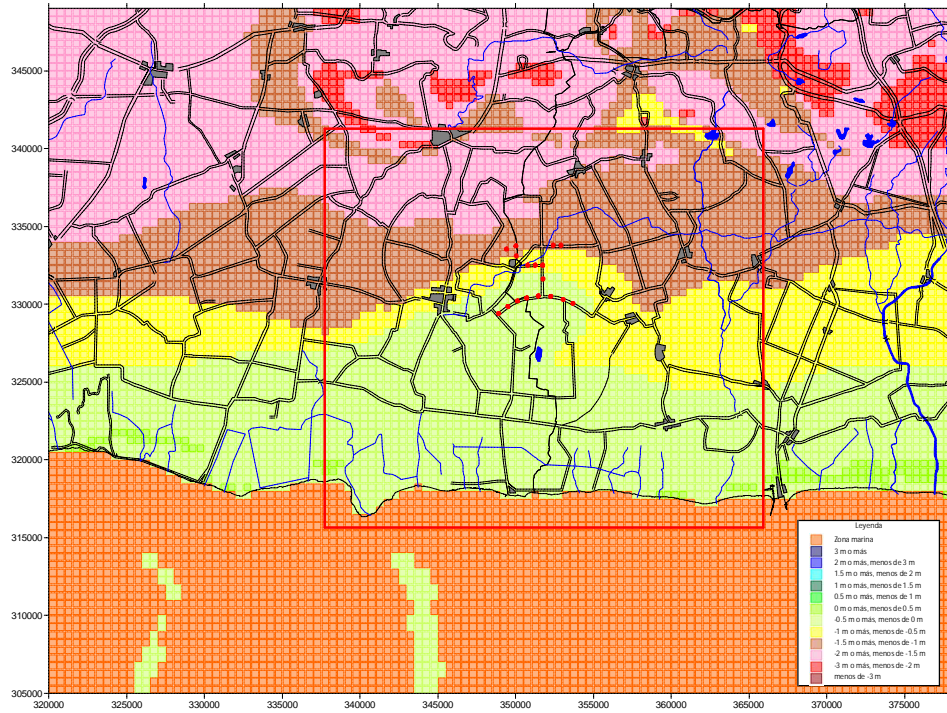 345000
340000
335000
330000
325000
320000
315000
310000
305000
320000
325000
330000
335000
340000
345000
350000
355000
360000
365000
370000
375000
Leyenda
Zona marina
3 m o más
2 m o más, menos de 3 m
1.5 m o más, menos de 2 m
1 m o más, menos de 1.5 m
0.5 m o más, menos de 1 m
0 m o más, menos de 0.5 m
-0.5 m o más, menos de 0 m
-1 m o más, menos de -0.5 m
-1.5 m o más, menos de -1 m
-2 m o más, menos de -1.5 m
-3 m o más, menos de -2 m
menos de -3 m